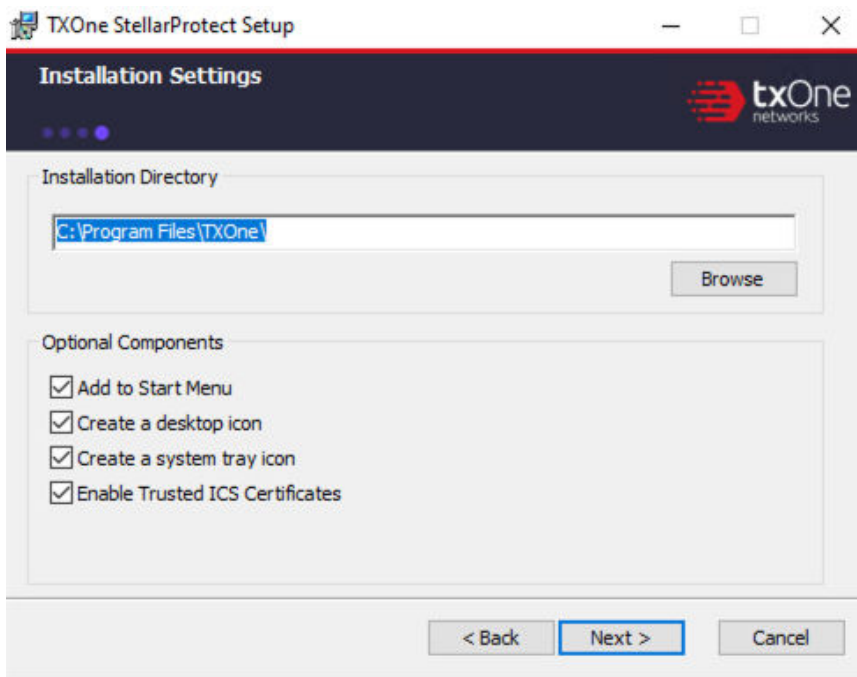 TXOne StellarProtect Setup
Installation Settings
txOne
networks
Installation Directory
C:\Program Files\TXOne\
Browse
Optional Components
Add to Start Menu
Create a desktop icon
Create a system tray icon
Enable Trusted ICS Certificates
< Back Next > Cancel